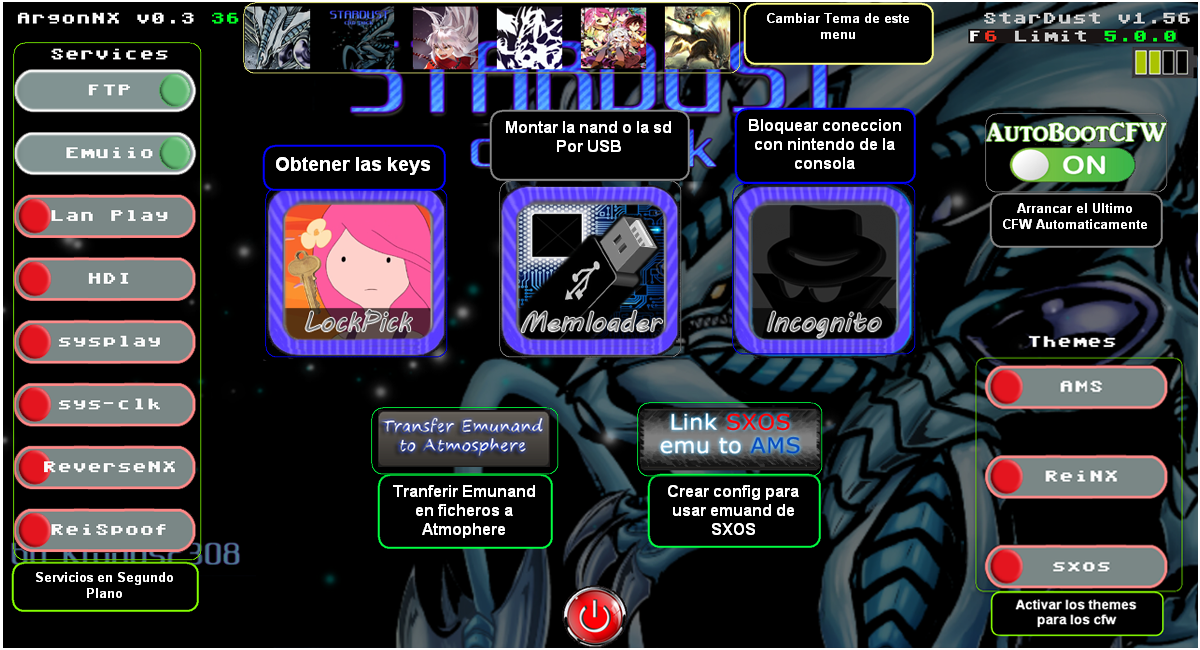 ArgonNX v0.3 36
StarDust v1.56
F6 Limit 5.0.0
Cambiar Tema de este
menu
STARDUST
Services
FTP
Emuiio
Lan Play
HDI
sysplay
sys-clk
ReverseNX
ReiSpoof
308
Servicios en Segundo
Plano
Obtener las keys
LockPick
Montar la nand o la sd
Por USB
Memloader
Bloquear coneccion
con nintendo de la
consola
Incognito
Transfer Emunand
to Atmosphere
Tranferir Emunand
en ficheros a
Atmophere
Link SXOS
emu to AMS
Crear config para
usar emuand de
SXOS
AutoBootCFW
ON
Arrancar el Ultimo
CFW Automaticamente
Themes
AMS
ReiNX
SXOS
Activar los themes
para los cfw